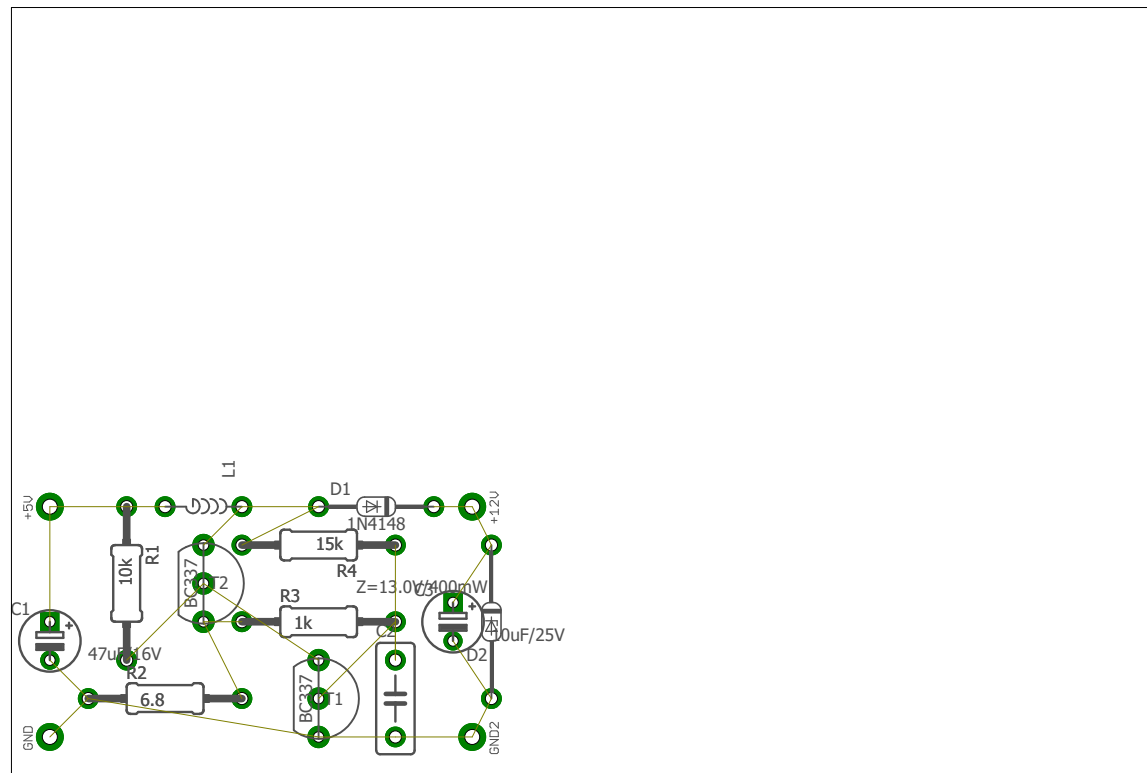 L1
D1
+5V
+12V
1N4148
15k
R4
10k
R1
BC337
T2
Z=13.0V/400mW
C3
+
R3
1k
C1
+
C2
10uF/25V
D2
47uF/16V
R2
6.8
BC337
T1
GND
GND2